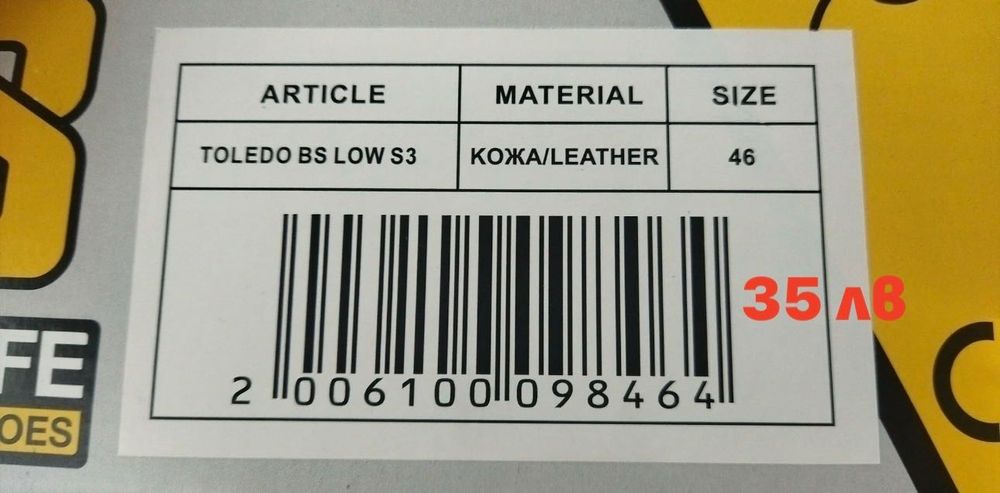 ARTICLE MATERIAL SIZE
TOLEDO BS LOW S3 КОЖА/LEATHER 46
35 лв
2 006100 098464
FE
OES